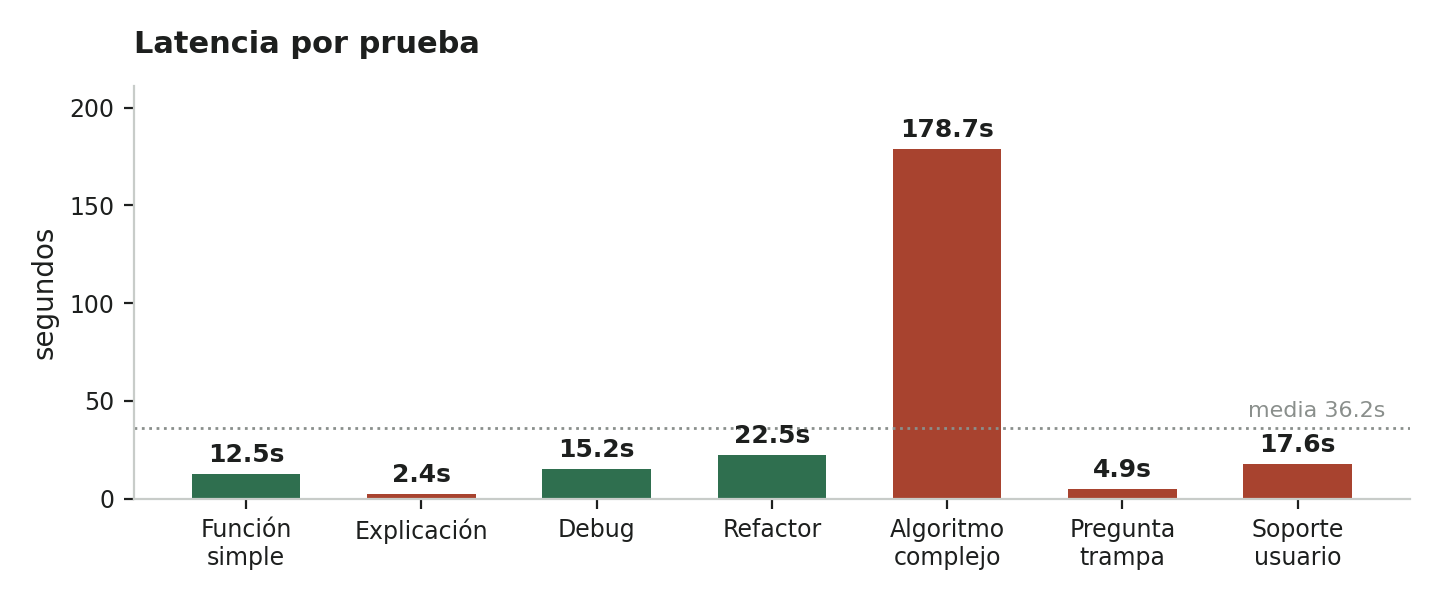 Latencia por prueba
segundos
200
150
100
50
0
178.7s
media 36.2s
12.5s
2.4s
15.2s
22.5s
4.9s
17.6s
Función
simple
Explicación
Debug
Refactor
Algoritmo
complejo
Pregunta
trampa
Soporte
usuario